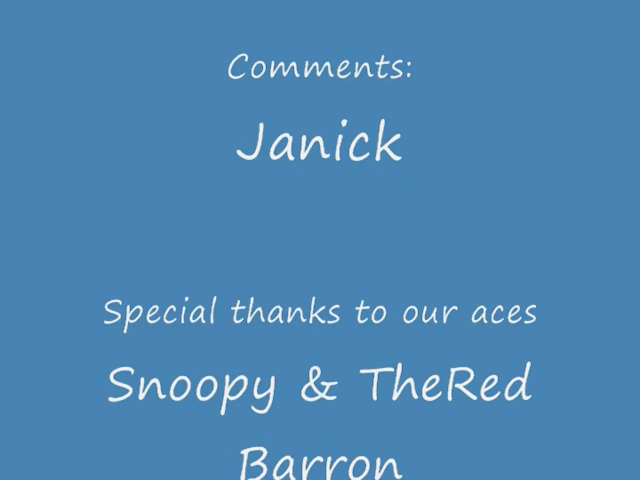 Comments:
Janick
Special thanks to our aces
Snoopy & TheRed
Barron